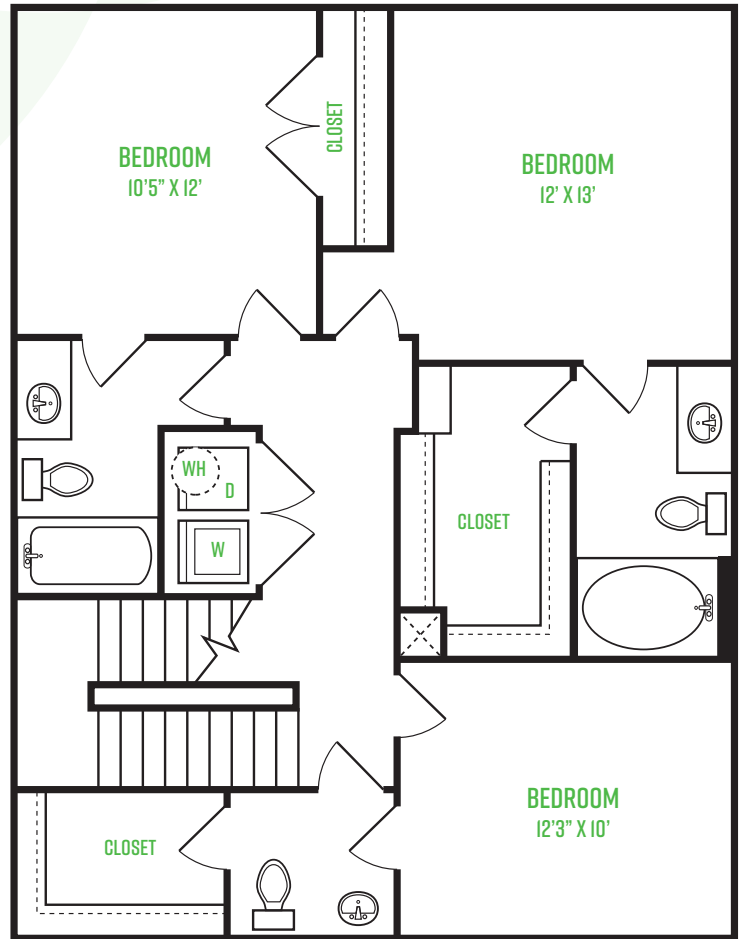 BEDROOM
10'5" X 12'
CLOSET
BEDROOM
12' X 13'
WH
D
W
CLOSET
BEDROOM
12'3" X 10'
CLOSET